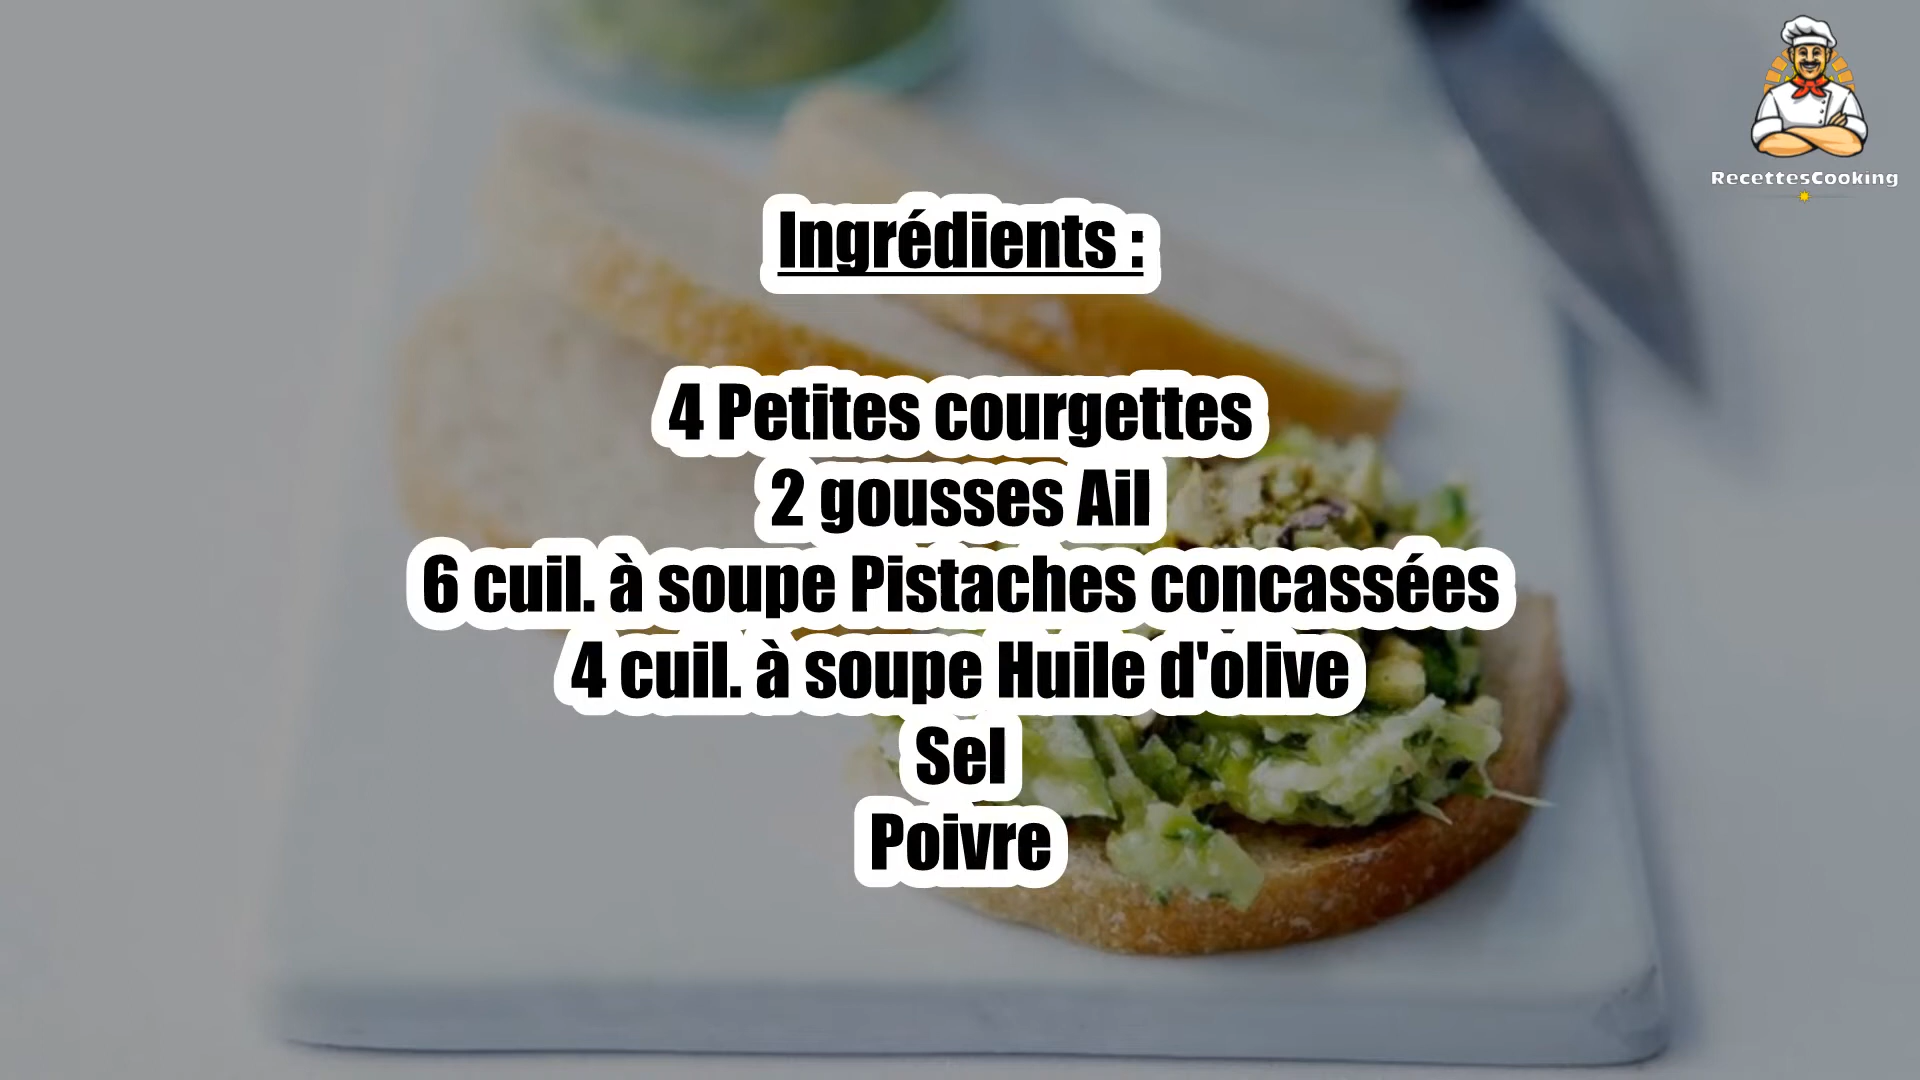 RecettesCooking
Ingrédients :
4 Petites courgettes
2 gousses Ail
6 cuil. à soupe Pistaches concassées
4 cuil. à soupe Huile d'olive
Sel
Poivre